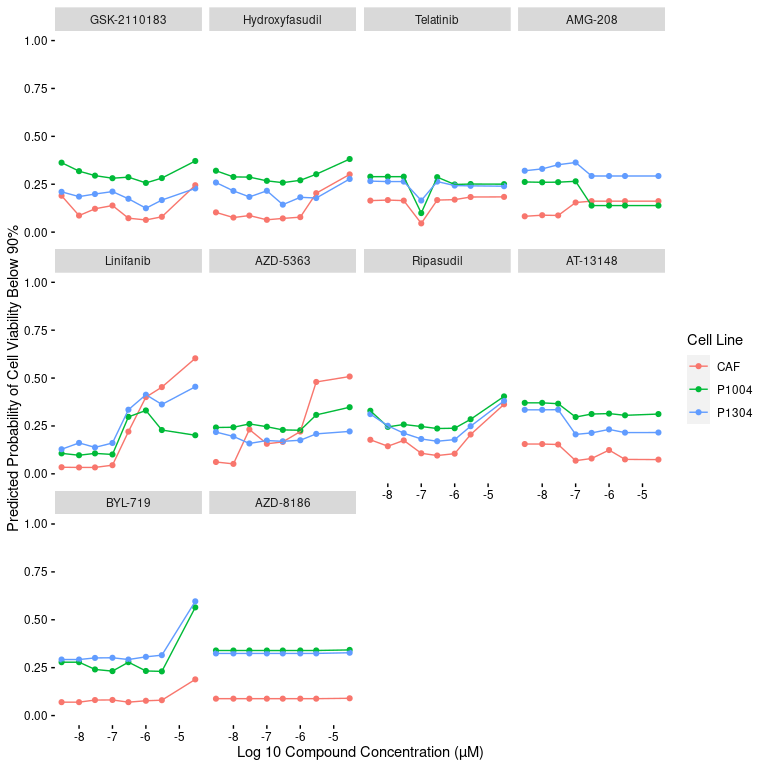 GSK-2110183 Hydroxyfasudil Telatinib AMG-208
1.00
0.75
0.50
0.25
0.00
Linifanib AZD-5363 Ripasudil AT-13148
1.00
0.75
0.50
0.25
0.00
-8 -7 -6 -5 -8 -7 -6 -5
BYL-719 AZD-8186
1.00
0.75
0.50
0.25
0.00
-8 -7 -6 -5 -8 -7 -6 -5
Log 10 Compound Concentration (µM)
Predicted Probability of Cell Viability Below 90%
Cell Line
CAF
P1004
P1304